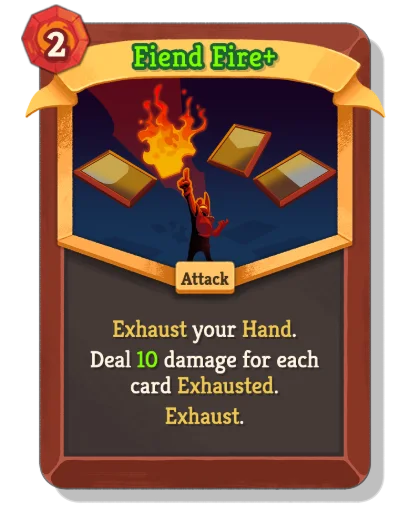 2
Fiend Fire+
Attack
Exhaust your Hand.
Deal 10 damage for each
card Exhausted.
Exhaust.